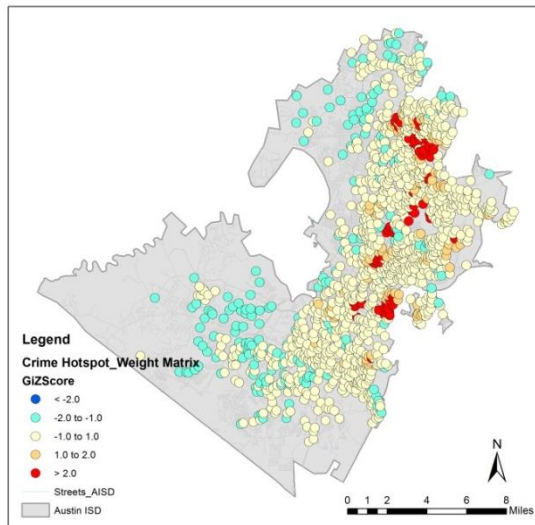 Legend
Crime Hotspot_Weight Matrix
GiZScore
< -2.0
-2.0 to -1.0
-1.0 to 1.0
1.0 to 2.0
> 2.0
Streets_AISD
Austin ISD
N
0 1 2 4 6 8
Miles